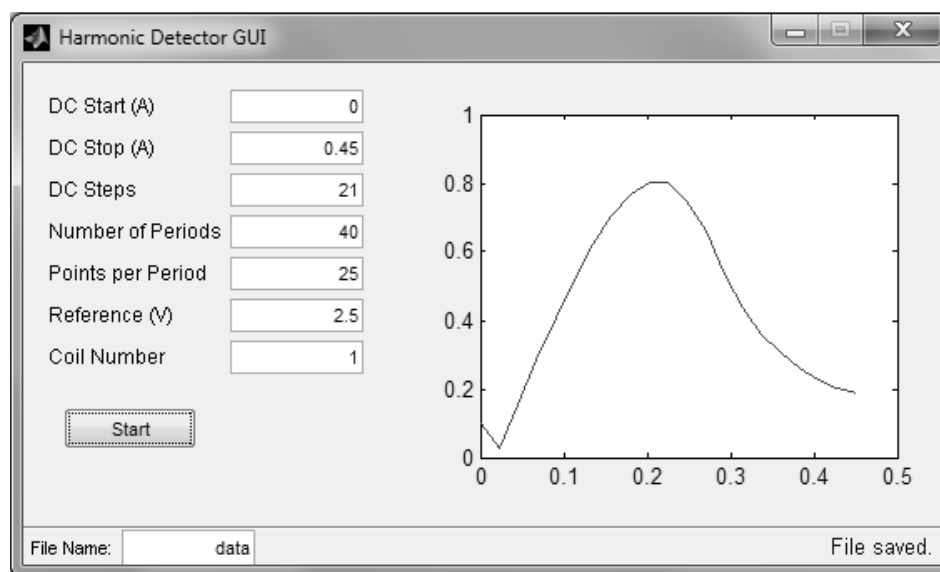 Harmonic Detector GUI
DC Start (A) 0
DC Stop (A) 0.45
DC Steps 21
Number of Periods 40
Points per Period 25
Reference (V) 2.5
Coil Number 1
Start
1
0.8
0.6
0.4
0.2
0
0 0.1 0.2 0.3 0.4 0.5
File Name: data
File saved.